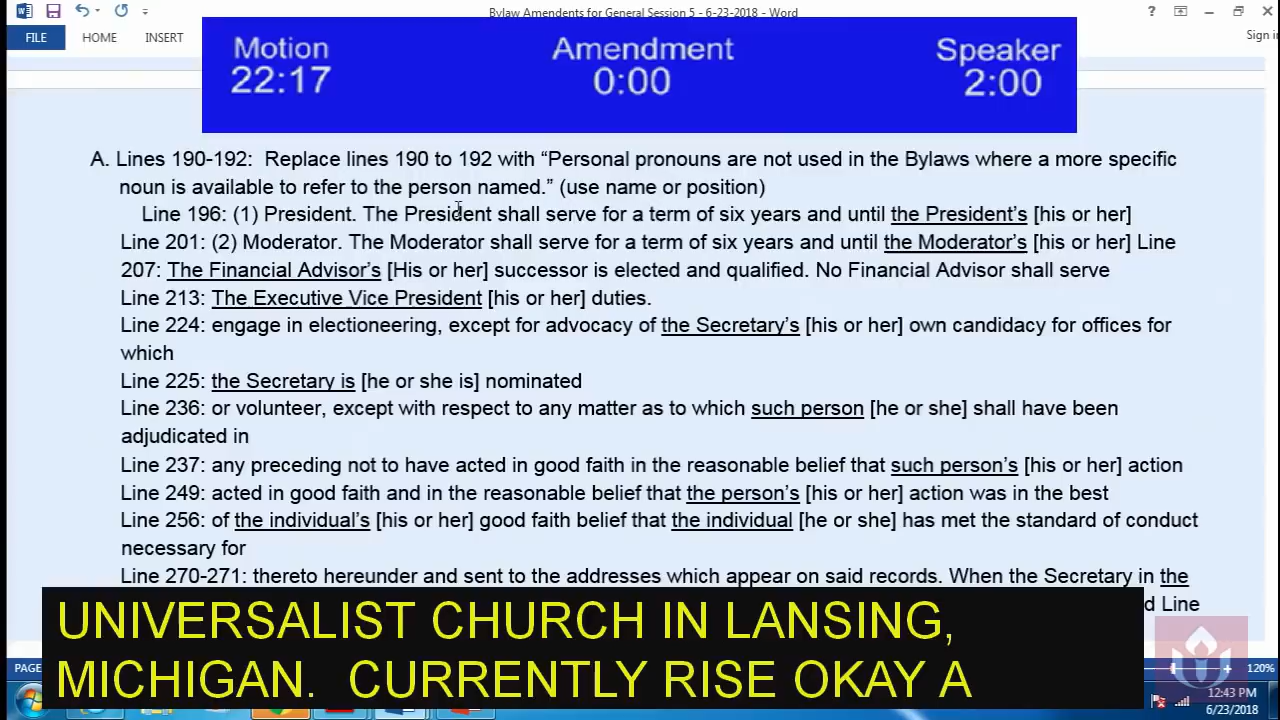 Bylaw Amendents for General Session 5 - 6-23-2018 - Word
FILE HOME INSERT
Sign in
Motion Amendment Speaker
22:17 0:00 2:00
A. Lines 190-192: Replace lines 190 to 192 with “Personal pronouns are not used in the Bylaws where a more specific
noun is available to refer to the person named.” (use name or position)
Line 196: (1) President. The President shall serve for a term of six years and until the President’s [his or her]
Line 201: (2) Moderator. The Moderator shall serve for a term of six years and until the Moderator’s [his or her] Line
207: The Financial Advisor’s [His or her] successor is elected and qualified. No Financial Advisor shall serve
Line 213: The Executive Vice President [his or her] duties.
Line 224: engage in electioneering, except for advocacy of the Secretary’s [his or her] own candidacy for offices for
which
Line 225: the Secretary is [he or she is] nominated
Line 236: or volunteer, except with respect to any matter as to which such person [he or she] shall have been
adjudicated in
Line 237: any preceding not to have acted in good faith in the reasonable belief that such person’s [his or her] action
Line 249: acted in good faith and in the reasonable belief that the person’s [his or her] action was in the best
Line 256: of the individual’s [his or her] good faith belief that the individual [he or she] has met the standard of conduct
necessary for
Line 270-271: thereto hereunder and sent to the addresses which appear on said records. When the Secretary in the
Line
UNIVERSALIST CHURCH IN LANSING,
MICHIGAN. CURRENTLY RISE OKAY A
PAGE
120%
12:43 PM
6/23/2018